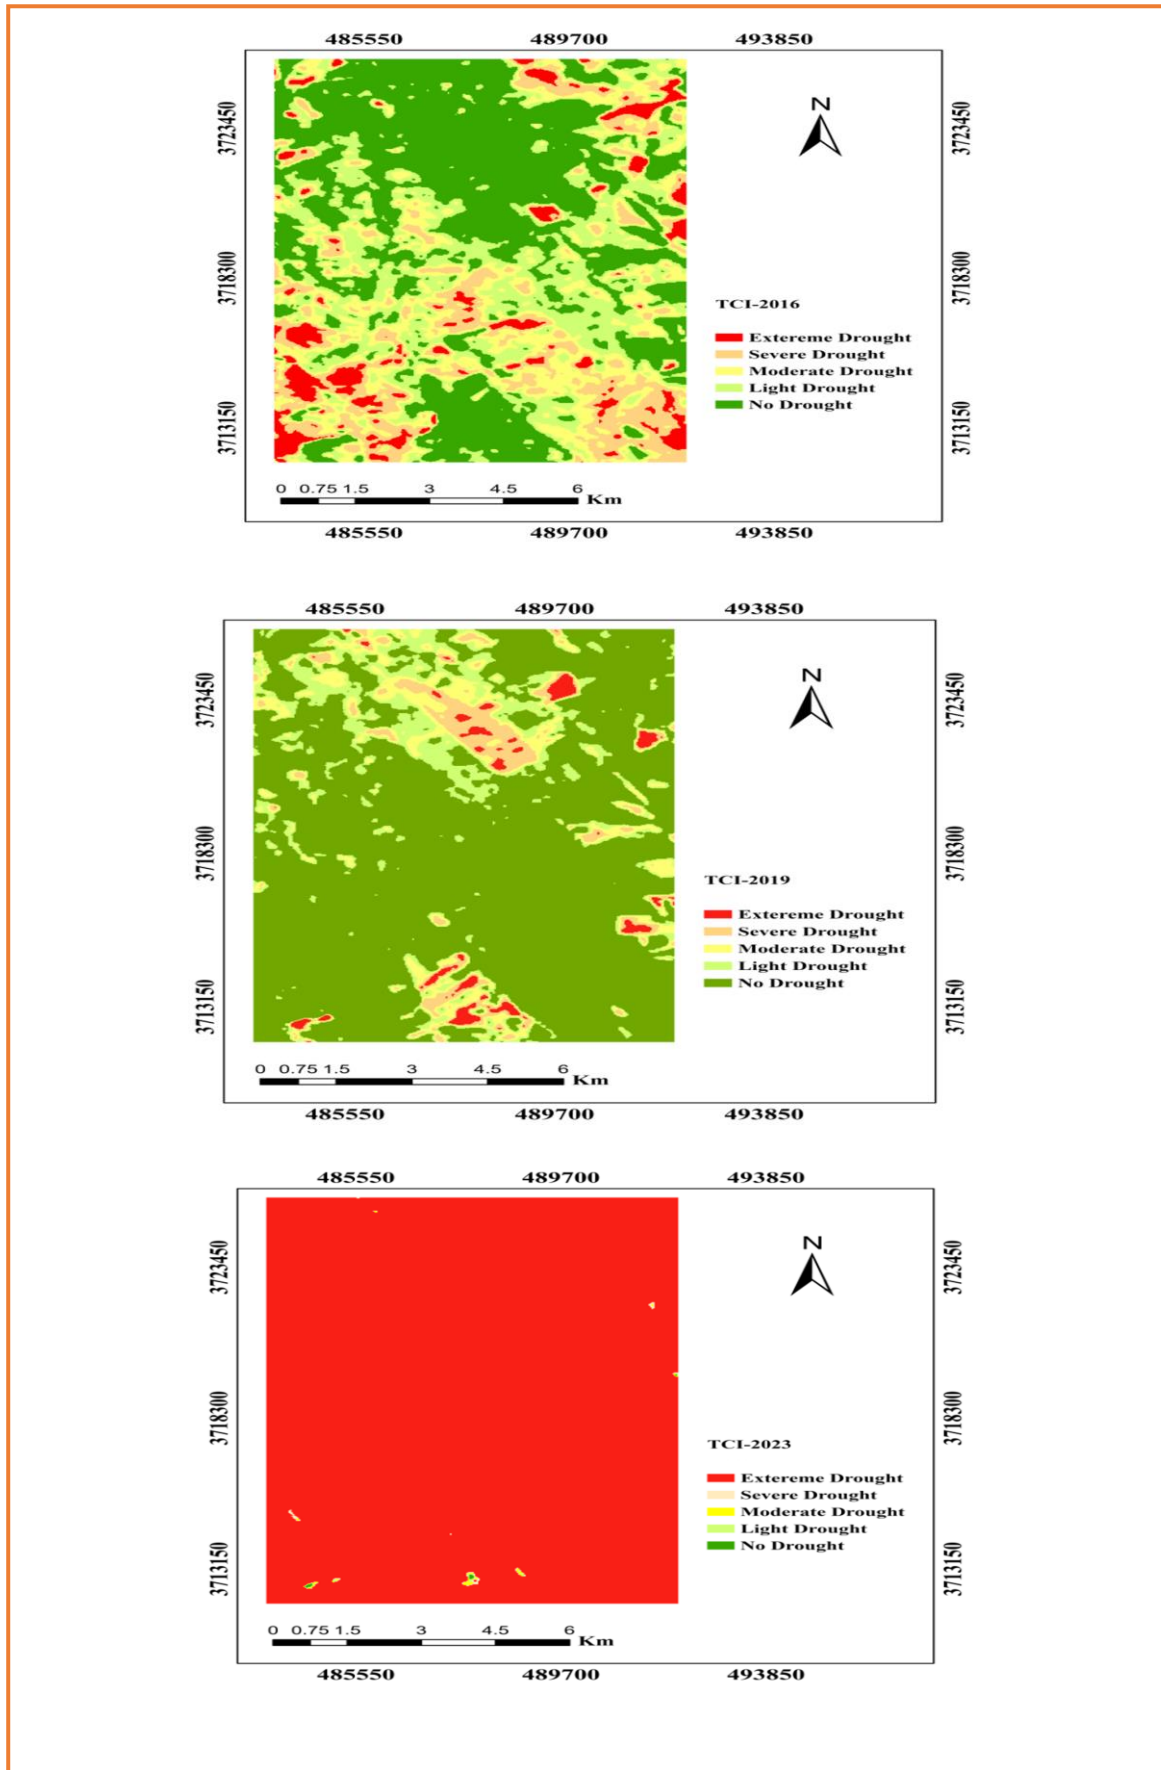 485550 489700 493850
3723450 3723450
N
3718300 3718300
TCI-2016
Extereme Drought
Severe Drought
Moderate Drought
Light Drought
No Drought
3713150 3713150
0 0.75 1.5 3 4.5 6
Km
485550 489700 493850
485550 489700 493850
3723450 3723450
N
3718300 3718300
TCI-2019
Extereme Drought
Severe Drought
Moderate Drought
Light Drought
No Drought
3713150 3713150
0 0.75 1.5 3 4.5 6
Km
485550 489700 493850
485550 489700 493850
3723450 3723450
N
3718300 3718300
TCI-2023
Extereme Drought
Severe Drought
Moderate Drought
Light Drought
No Drought
3713150 3713150
0 0.75 1.5 3 4.5 6
Km
485550 489700 493850